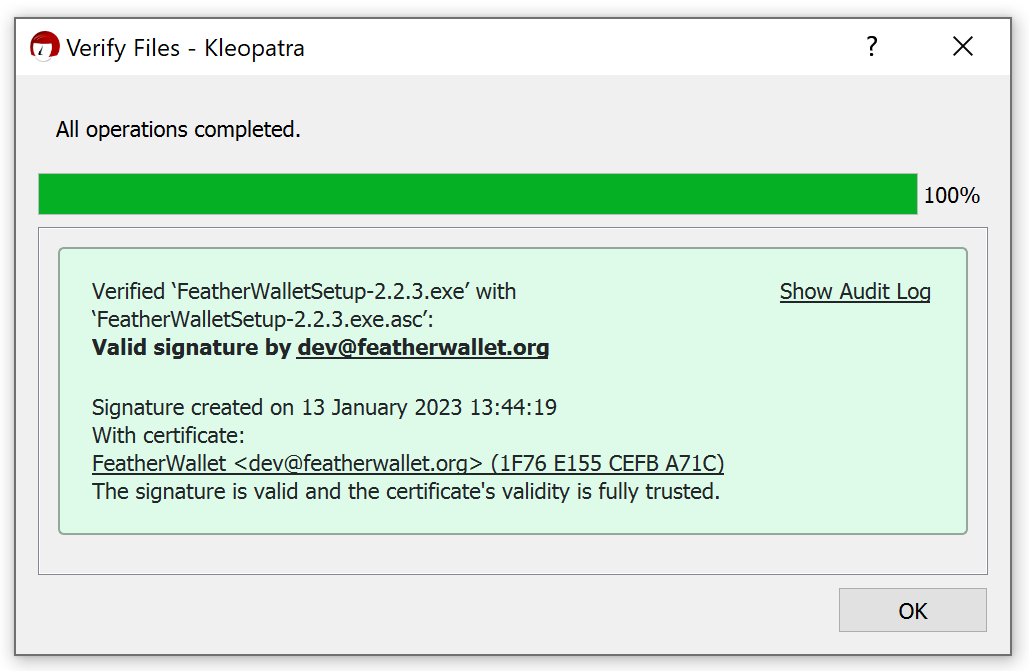 Verify Files - Kleopatra
?
All operations completed.
100%
Verified ‘FeatherWalletSetup-2.2.3.exe’ with
Show Audit Log
‘FeatherWalletSetup-2.2.3.exe.asc’:
Valid signature by dev@featherwallet.org
Signature created on 13 January 2023 13:44:19
With certificate:
FeatherWallet <dev@featherwallet.org> (1F76 E155 CEFB A71C)
The signature is valid and the certificate's validity is fully trusted.
OK